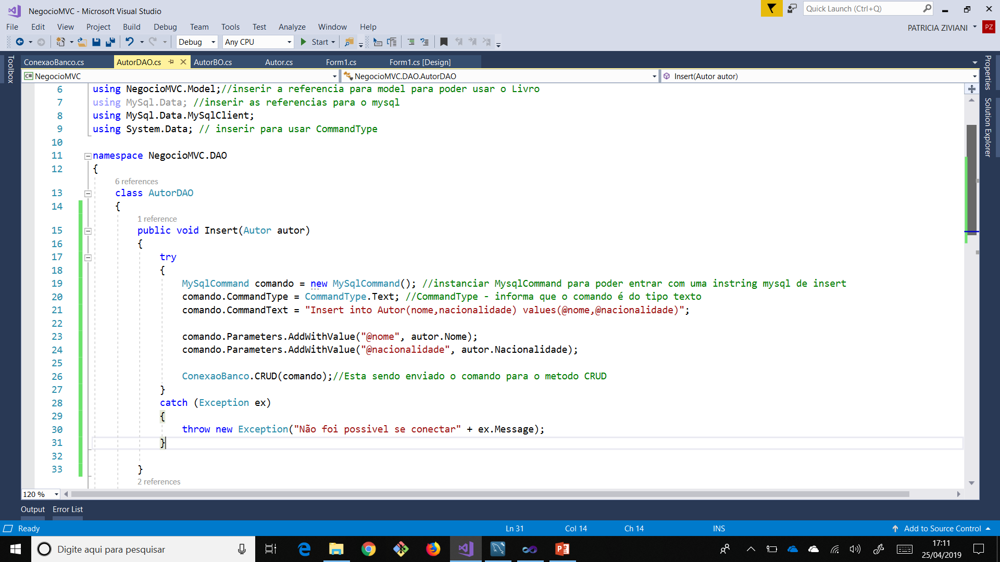 NegocioMVC - Microsoft Visual Studio
Quick Launch (Ctrl+Q)
File Edit View Project Build Debug Team Tools Test Analyze Window Help
PATRICIA ZIVIANI PZ
Debug Any CPU Start
Toolbox
ConexaoBanco.cs AutorDAO.cs AutorBO.cs Autor.cs Form1.cs Form1.cs [Design]
Properties
Solution Explorer
C# NegocioMVC NegocioMVC.DAO.AutorDAO Insert(Autor autor)
6 using NegocioMVC.Model;//inserir a referencia para model para poder usar o Livro
7 using MySql.Data; //inserir as referencias para o mysql
8 using MySql.Data.MySqlClient;
9 using System.Data; // inserir para usar CommandType
10
11 namespace NegocioMVC.DAO
12 {
6 references
13 class AutorDAO
14 {
1 reference
15 public void Insert(Autor autor)
16 {
17 try
18 {
19 MySqlCommand comando = new MySqlCommand(); //instanciar MysqlCommand para poder entrar com uma instring mysql de insert
20 comando.CommandType = CommandType.Text; //CommandType - informa que o comando é do tipo texto
21 comando.CommandText = "Insert into Autor(nome,nacionalidade) values(@nome,@nacionalidade)";
22
23 comando.Parameters.AddWithValue("@nome", autor.Nome);
24 comando.Parameters.AddWithValue("@nacionalidade", autor.Nacionalidade);
25
26 ConexaoBanco.CRUD(comando);//Esta sendo enviado o comando para o metodo CRUD
27 }
28 catch (Exception ex)
29 {
30 throw new Exception("Não foi possivel se conectar" + ex.Message);
31 }
32
33 }
2 references
120 %
Output Error List
Ready Ln 31 Col 14 Ch 14 INS Add to Source Control
Digite aqui para pesquisar
17:11
25/04/2019